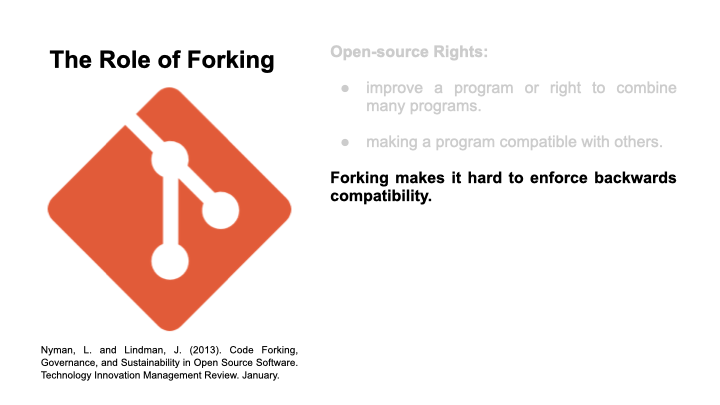 The Role of Forking
Nyman, L. and Lindman, J. (2013). Code Forking,
Governance, and Sustainability in Open Source Software.
Technology Innovation Management Review. January.
Open-source Rights:
● improve a program or right to combine
many programs.
● making a program compatible with others.
Forking makes it hard to enforce backwards
compatibility.